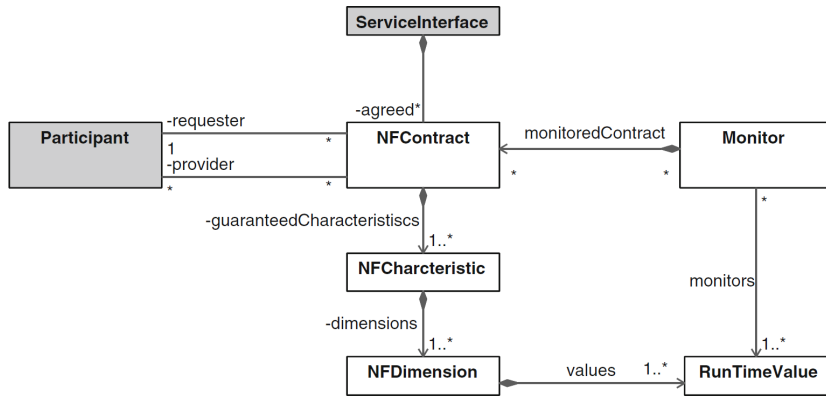 ServiceInterface
-agreed*
Participant
-requester
1
*
-provider
*
*
NFContract
monitoredContract
*
*
Monitor
*
-guaranteedCharacteristiscs
1..*
NFCharcteristic
monitors
-dimensions
1..*
1..*
NFDimension
values
1..*
RunTimeValue